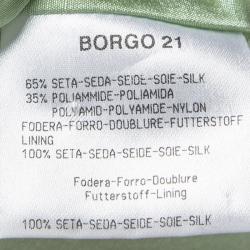 BORGO 21
65% SETA-SEDA-SEIDE-SOIE-SILK
35% POLIAMMIDE-POLIAMIDA
POLYAMID-POLYAMIDE-NYLON
FODERA-FORRO-DOUBLURE-FUTTERSTOFF
LINING
100% SETA-SEDA-SEIDE-SOIE-SILK
Fodera-Forro-Doublure
Futterstoff-Lining
100% SETA-SEDA-SEIDE-SOIE-SILK